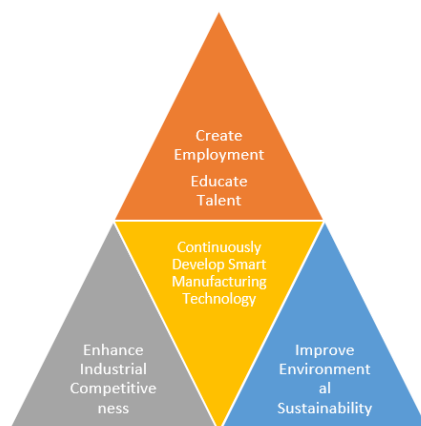 Create
Employment
Educate
Talent
Continuously
Develop Smart
Manufacturing
Technology
Enhance
Industrial
Competitive
ness
Improve
Environment
al
Sustainability